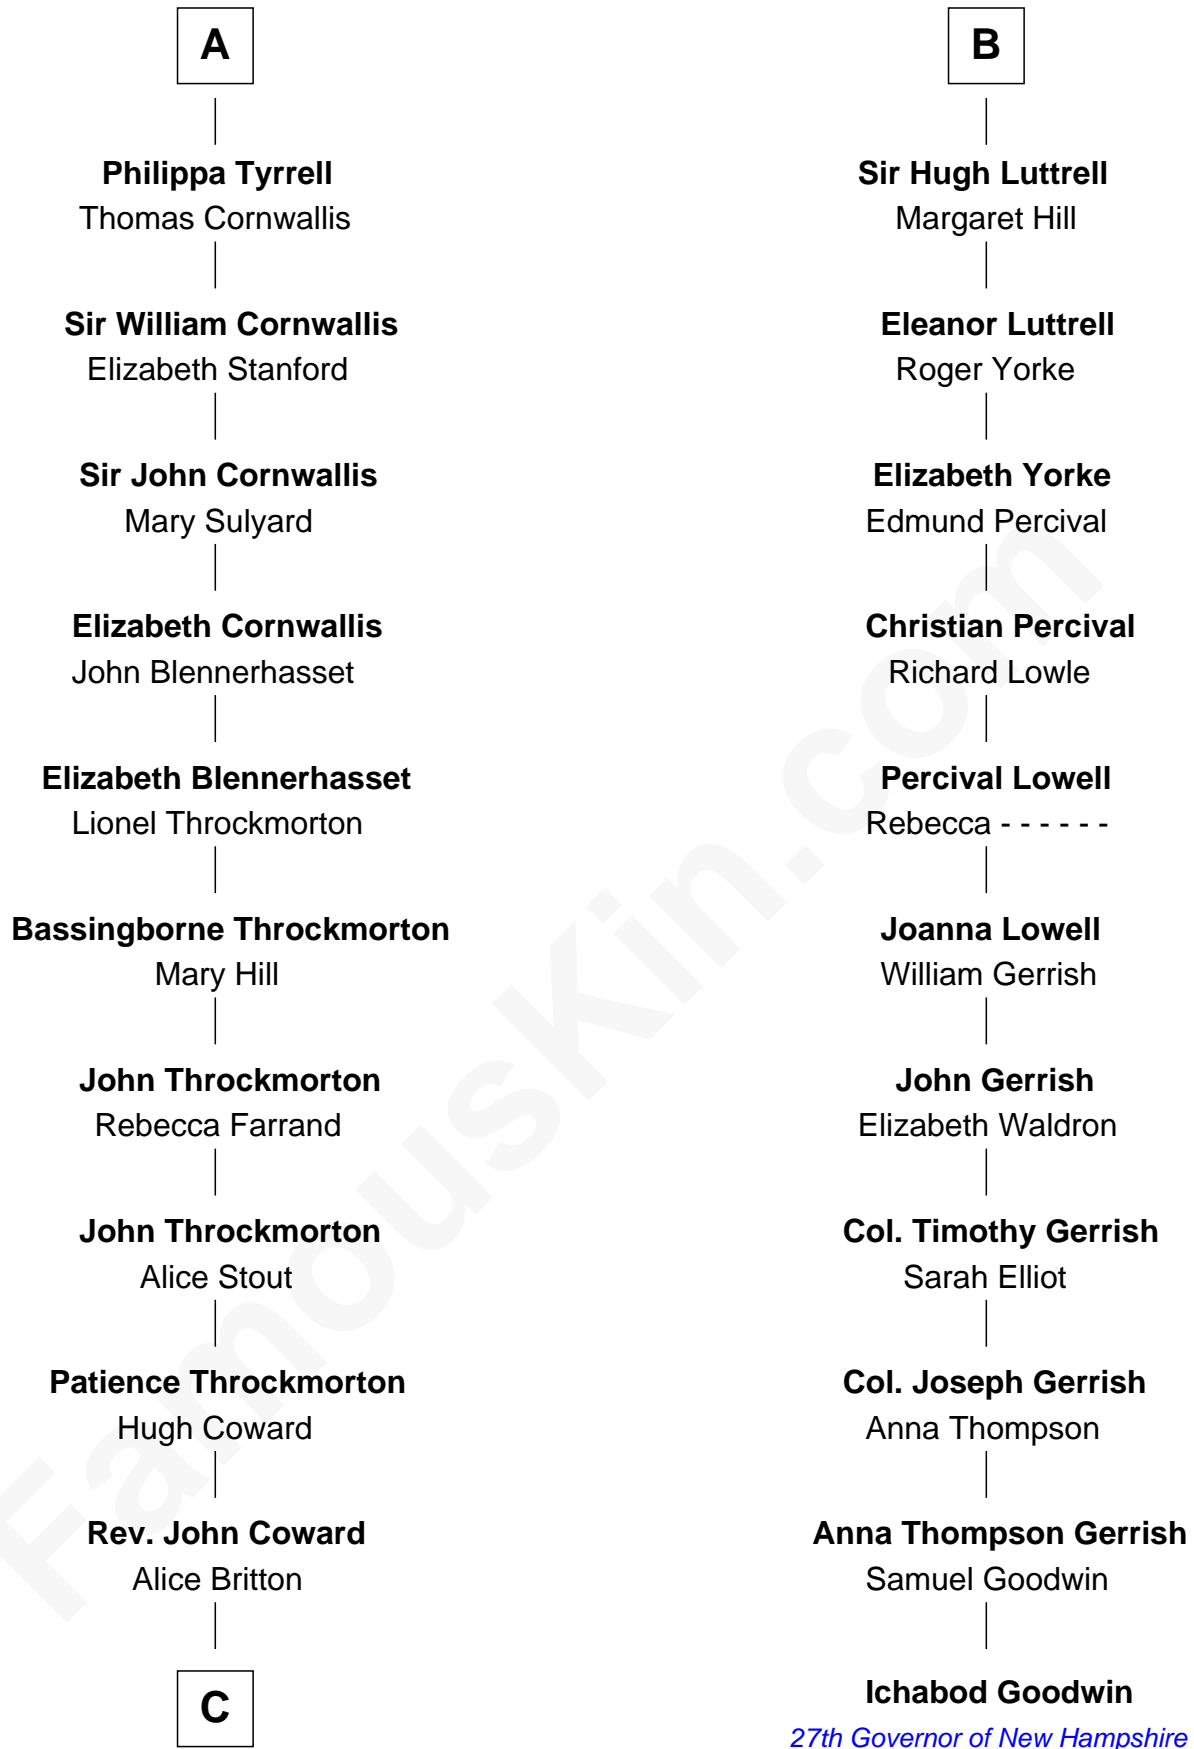 A
Philippa Tyrrell
Thomas Cornwallis
Sir William Cornwallis
Elizabeth Stanford
Sir John Cornwallis
Mary Sulyard
Elizabeth Cornwallis
John Blennerhasset
Elizabeth Blennerhasset
Lionel Throckmorton
Bassingborne Throckmorton
Mary Hill
John Throckmorton
Rebecca Farrand
John Throckmorton
Alice Stout
Patience Throckmorton
Hugh Coward
Rev. John Coward
Alice Britton
C
B
Sir Hugh Luttrell
Margaret Hill
Eleanor Luttrell
Roger Yorke
Elizabeth Yorke
Edmund Percival
Christian Percival
Richard Lowle
Percival Lowell
Rebecca - - - - - -
Joanna Lowell
William Gerrish
John Gerrish
Elizabeth Waldron
Col. Timothy Gerrish
Sarah Elliot
Col. Joseph Gerrish
Anna Thompson
Anna Thompson Gerrish
Samuel Goodwin
Ichabod Goodwin
27th Governor of New Hampshire
FamousKin.com